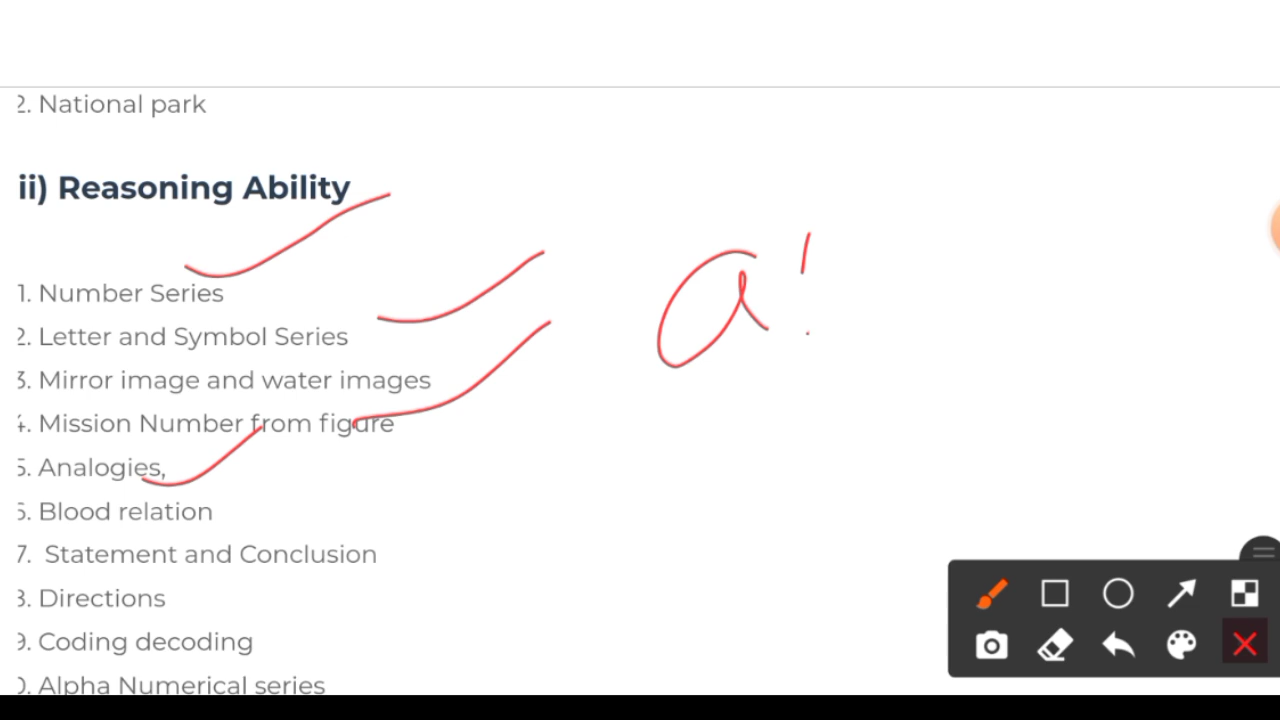 2. National park
ii) Reasoning Ability
1. Number Series
2. Letter and Symbol Series
3. Mirror image and water images
4. Mission Number from figure
5. Analogies,
6. Blood relation
7. Statement and Conclusion
8. Directions
9. Coding decoding
0. Alpha Numerical series
a!